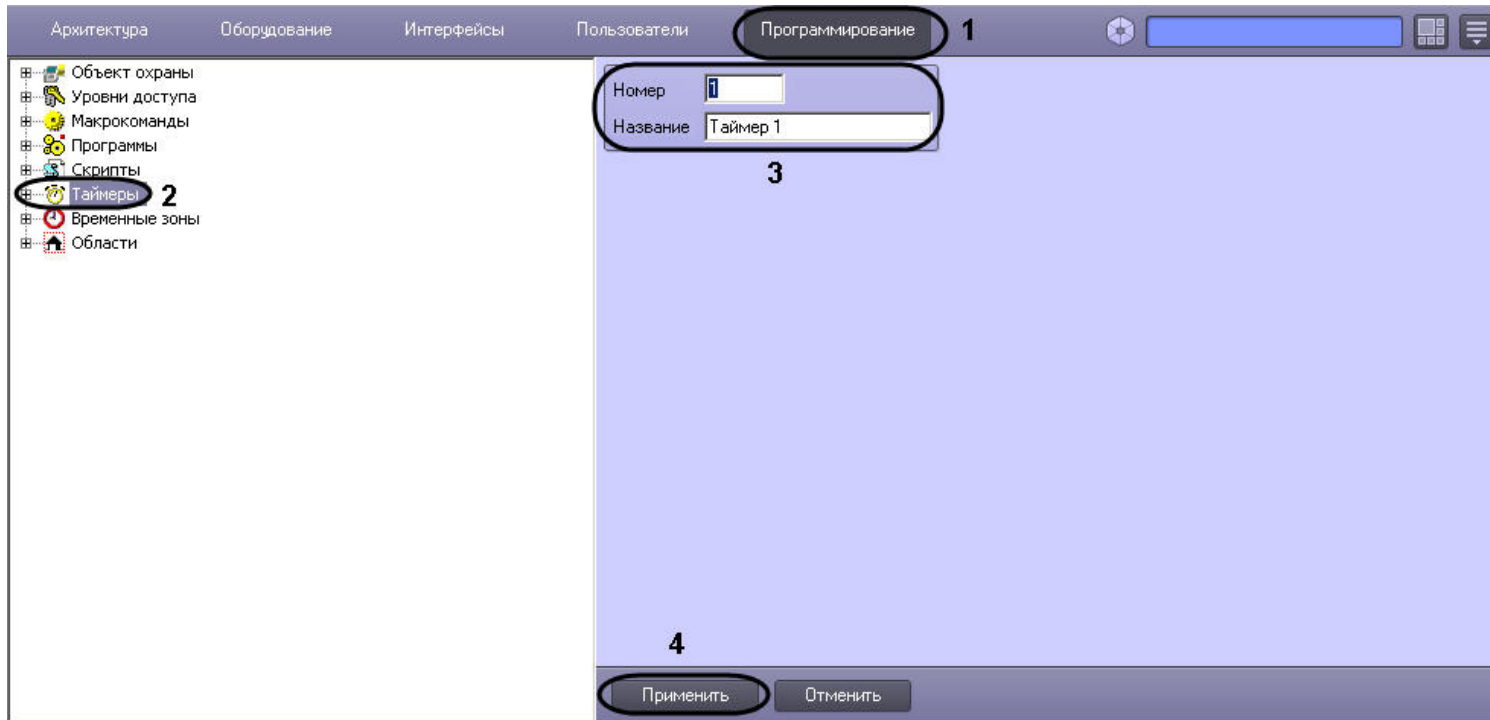 Архитектура Оборудование Интерфейсы Пользователи Программирование 1
Объект охраны
Уровни доступа
Макрокоманды
Программы
Скрипты
Таймеры 2
Временные зоны
Области
Номер 1
Название Таймер 1
3
4
Применить Отменить